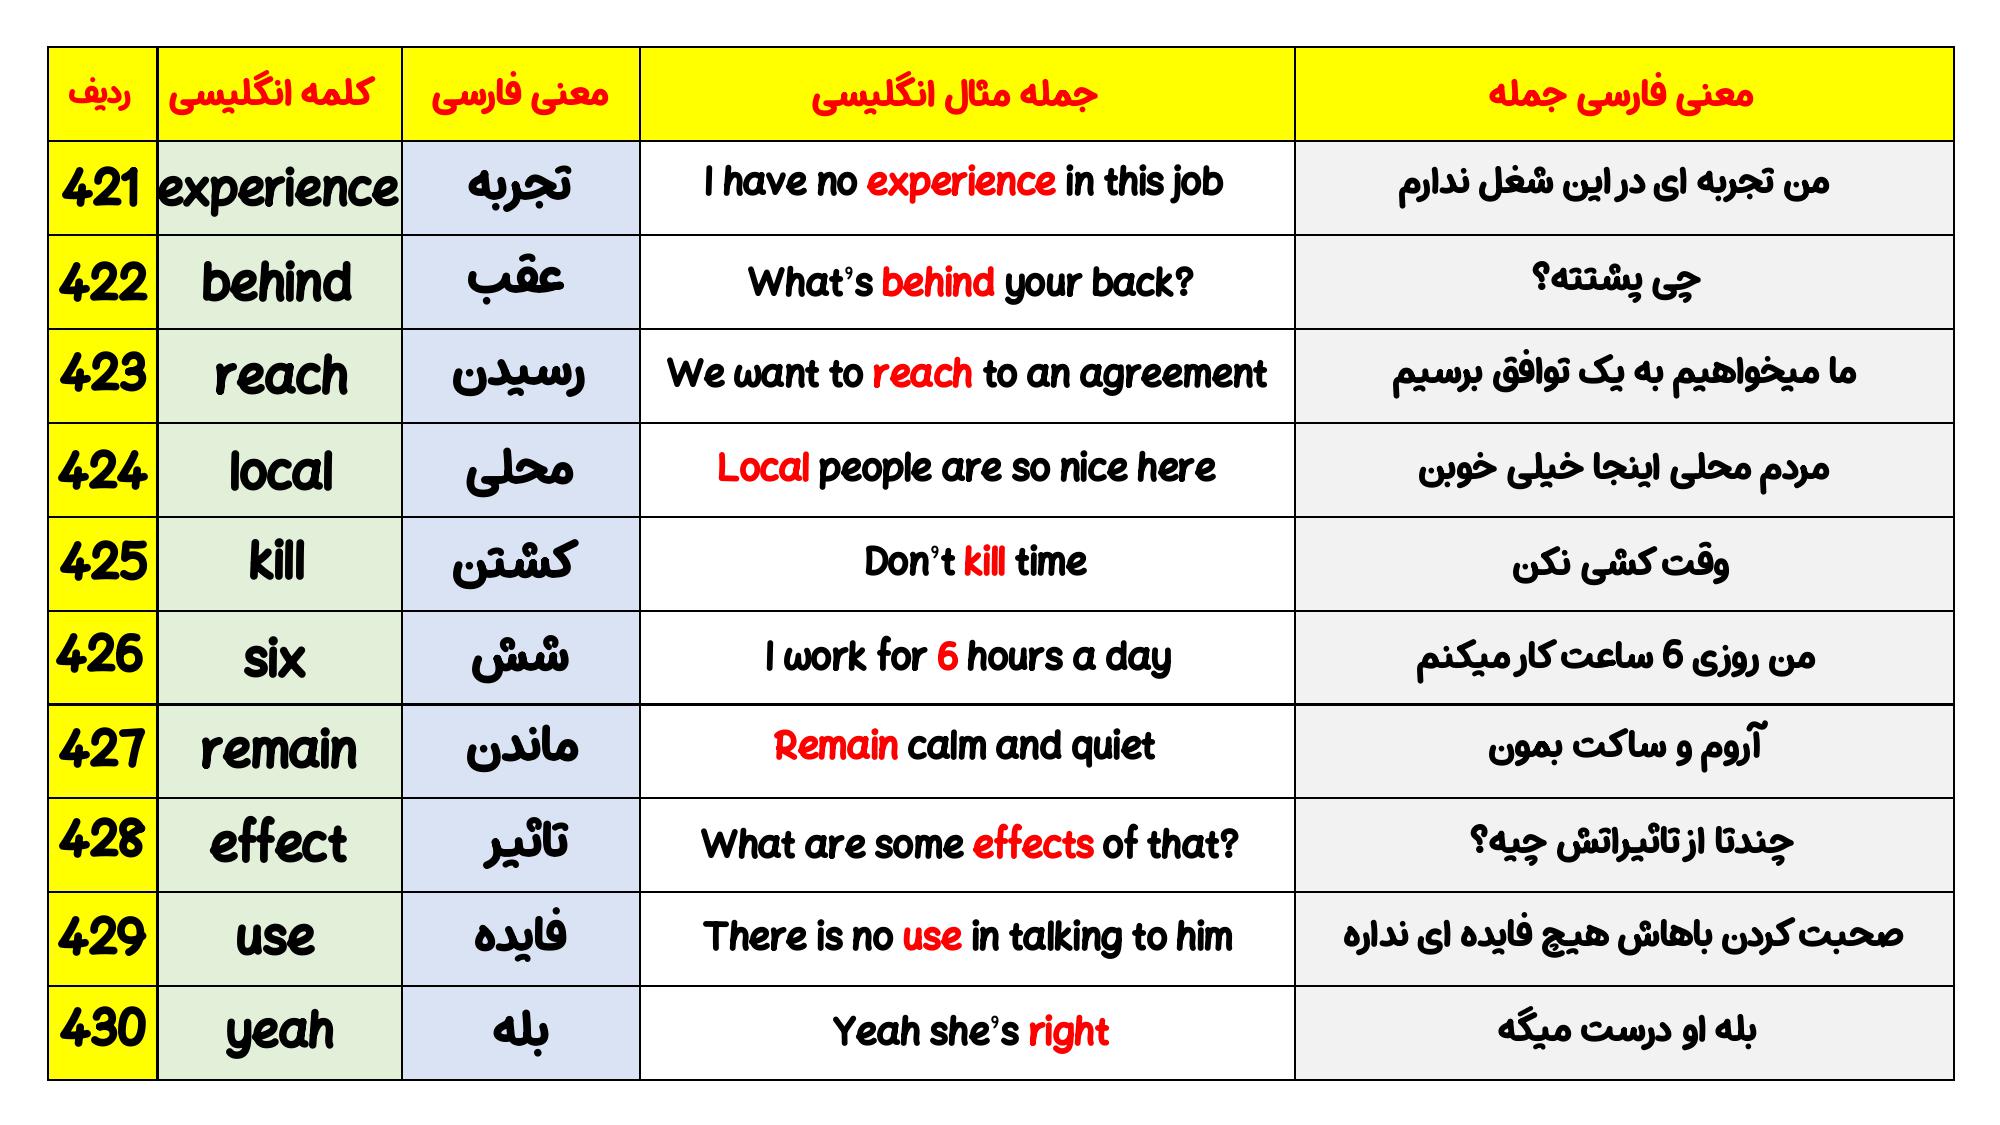 ردیف کلمه انگلیسی معنی فارسی جمله مثال انگلیسی معنی فارسی جمله
421 experience تجربه I have no experience in this job من تجربه ای در این شغل ندارم
422 behind عقب What's behind your back? چی پشتته؟
423 reach رسیدن We want to reach to an agreement ما میخواهیم به یک توافق برسیم
424 local محلی Local people are so nice here مردم محلی اینجا خیلی خوبن
425 kill کشتن Don't kill time وقت کشی نکن
426 six شش I work for 6 hours a day من روزی 6 ساعت کار میکنم
427 remain ماندن Remain calm and quiet آروم و ساکت بمون
428 effect تاثیر What are some effects of that? چندتا از تاثیراتش چیه؟
429 use فایده There is no use in talking to him صحبت کردن باهاش هیچ فایده ای نداره
430 yeah بله Yeah she's right بله او درست میگه